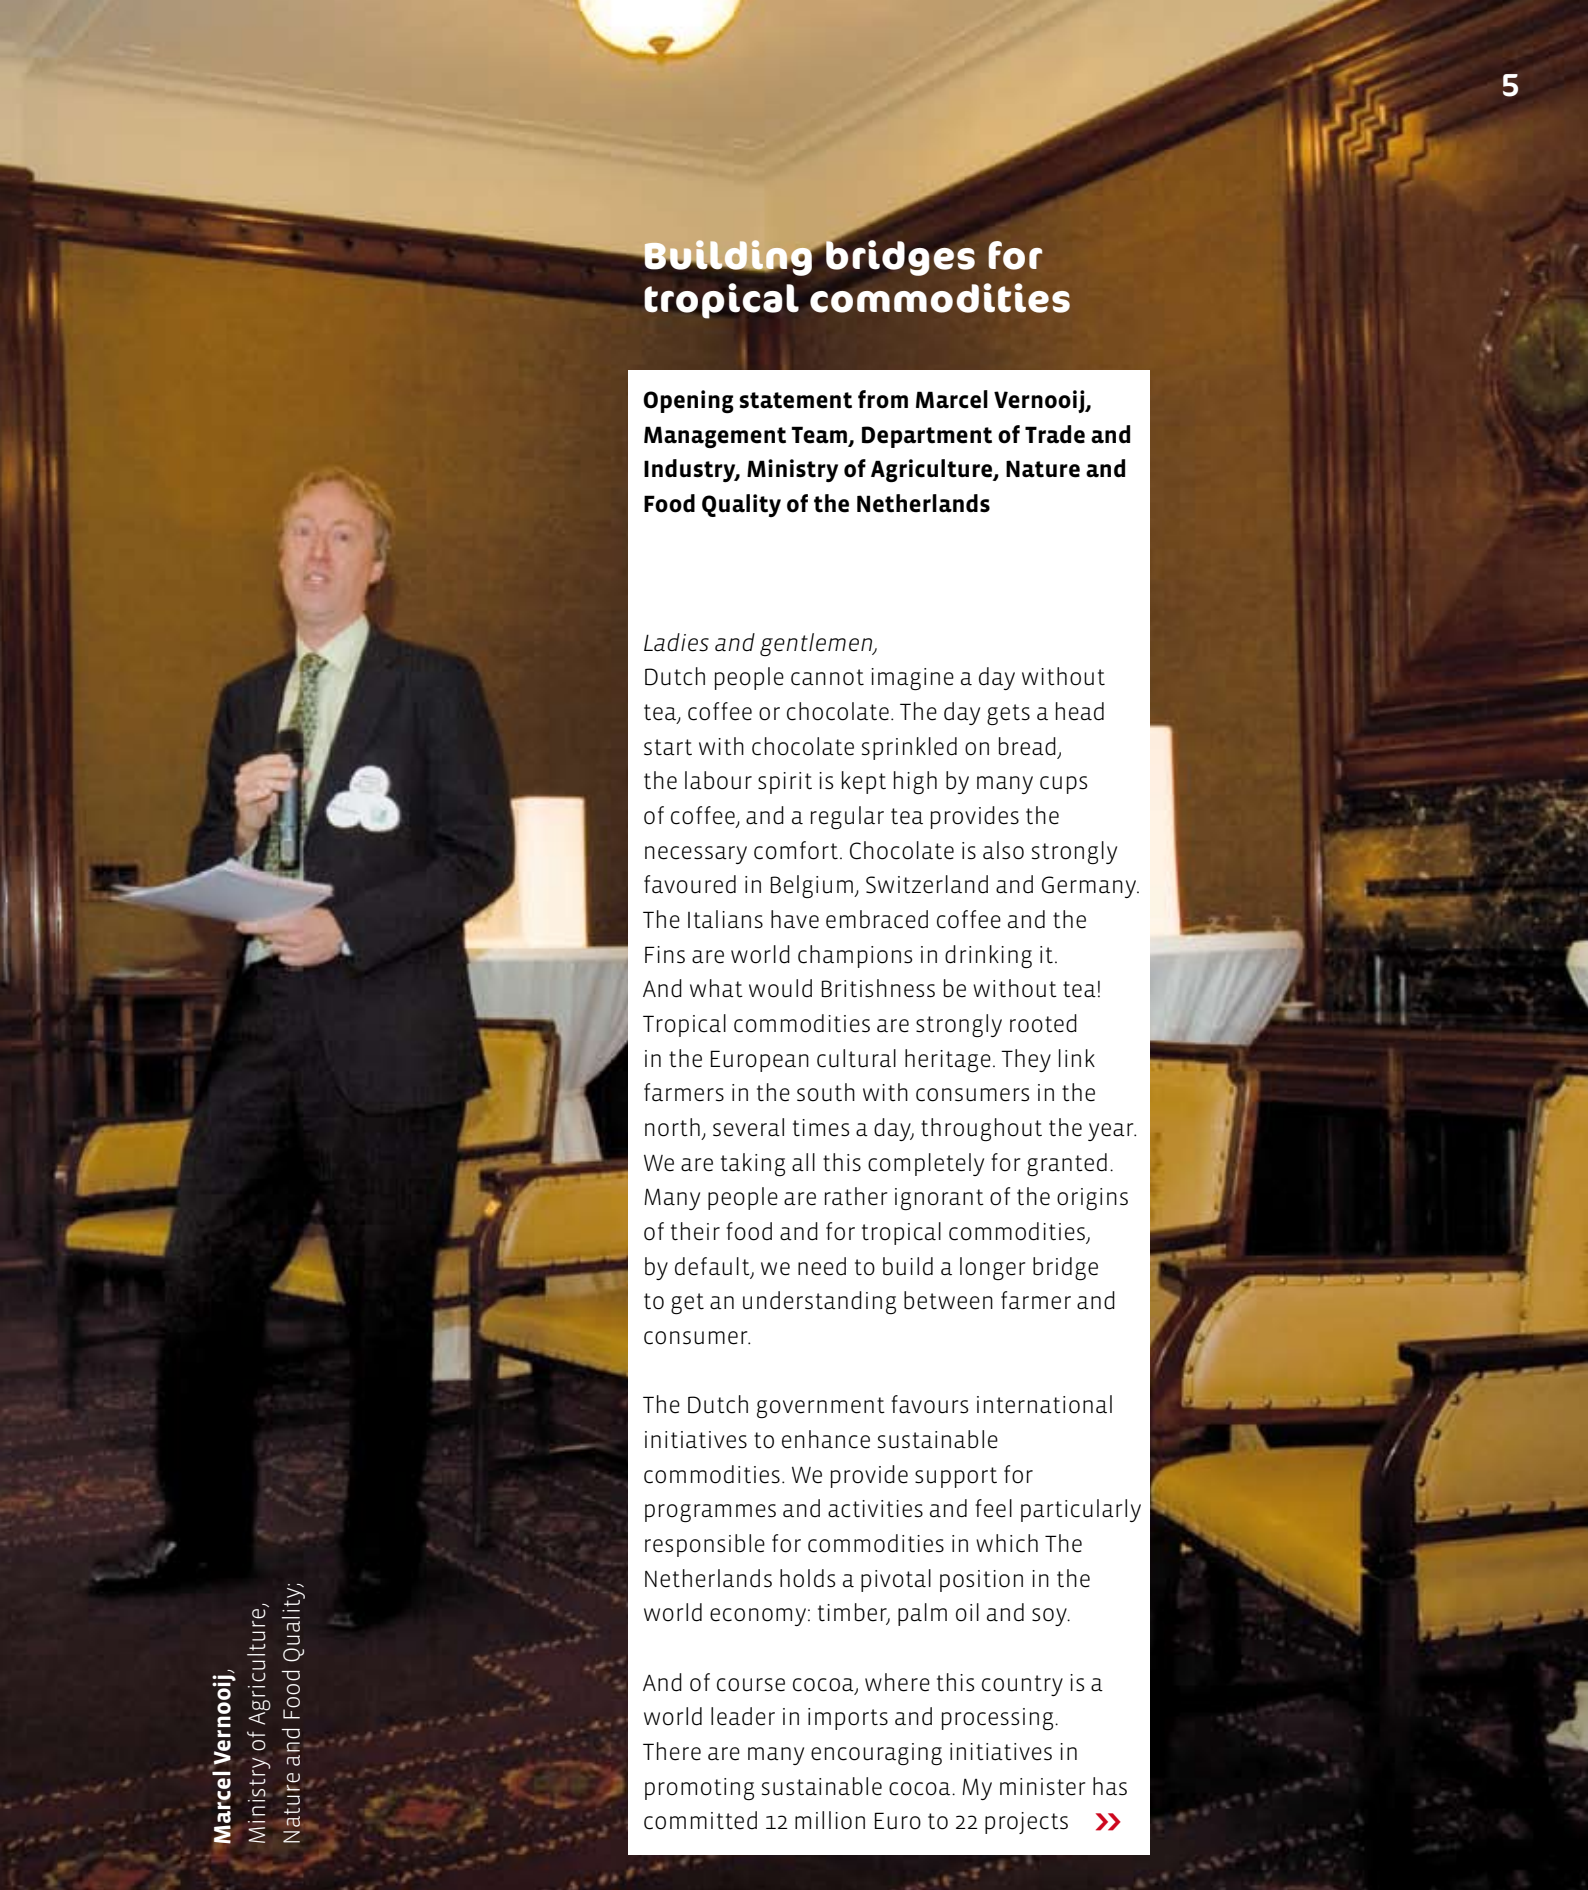 5
Building bridges for
tropical commodities
Opening statement from Marcel Vernooij,
Management Team, Department of Trade and
Industry, Ministry of Agriculture, Nature and
Food Quality of the Netherlands
Ladies and gentlemen,
Dutch people cannot imagine a day without
tea, coffee or chocolate. The day gets a head
start with chocolate sprinkled on bread,
the labour spirit is kept high by many cups
of coffee, and a regular tea provides the
necessary comfort. Chocolate is also strongly
favoured in Belgium, Switzerland and Germany.
The Italians have embraced coffee and the
Fins are world champions in drinking it.
And what would Britishness be without tea!
Tropical commodities are strongly rooted
in the European cultural heritage. They link
farmers in the south with consumers in the
north, several times a day, throughout the year.
We are taking all this completely for granted.
Many people are rather ignorant of the origins
of their food and for tropical commodities,
by default, we need to build a longer bridge
to get an understanding between farmer and
consumer.
The Dutch government favours international
initiatives to enhance sustainable
commodities. We provide support for
programmes and activities and feel particularly
responsible for commodities in which The
Netherlands holds a pivotal position in the
world economy: timber, palm oil and soy.
And of course cocoa, where this country is a
world leader in imports and processing.
There are many encouraging initiatives in
promoting sustainable cocoa. My minister has
committed 12 million Euro to 22 projects »
Marcel Vernooij,
Ministry of Agriculture,
Nature and Food Quality;